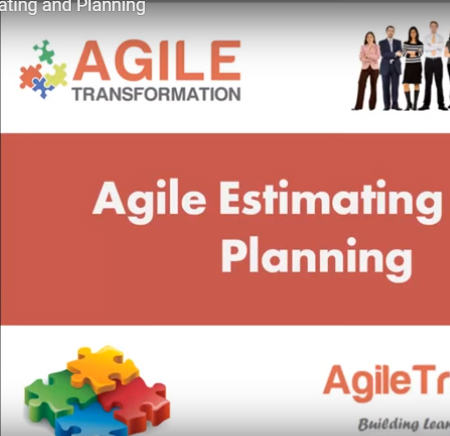 ating and Planning
AGILE
TRANSFORMATION
Agile Estimating
Planning
AgileTr
Building Lear